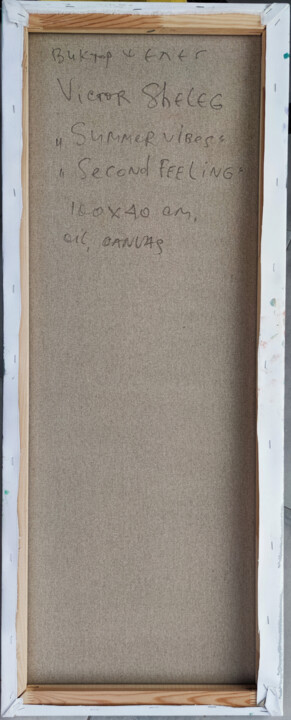 Виктор Шелег
Victor SheLEG
„Summer vibes"
„Second FEELiNG"
100x40 cm,
oil, canvas